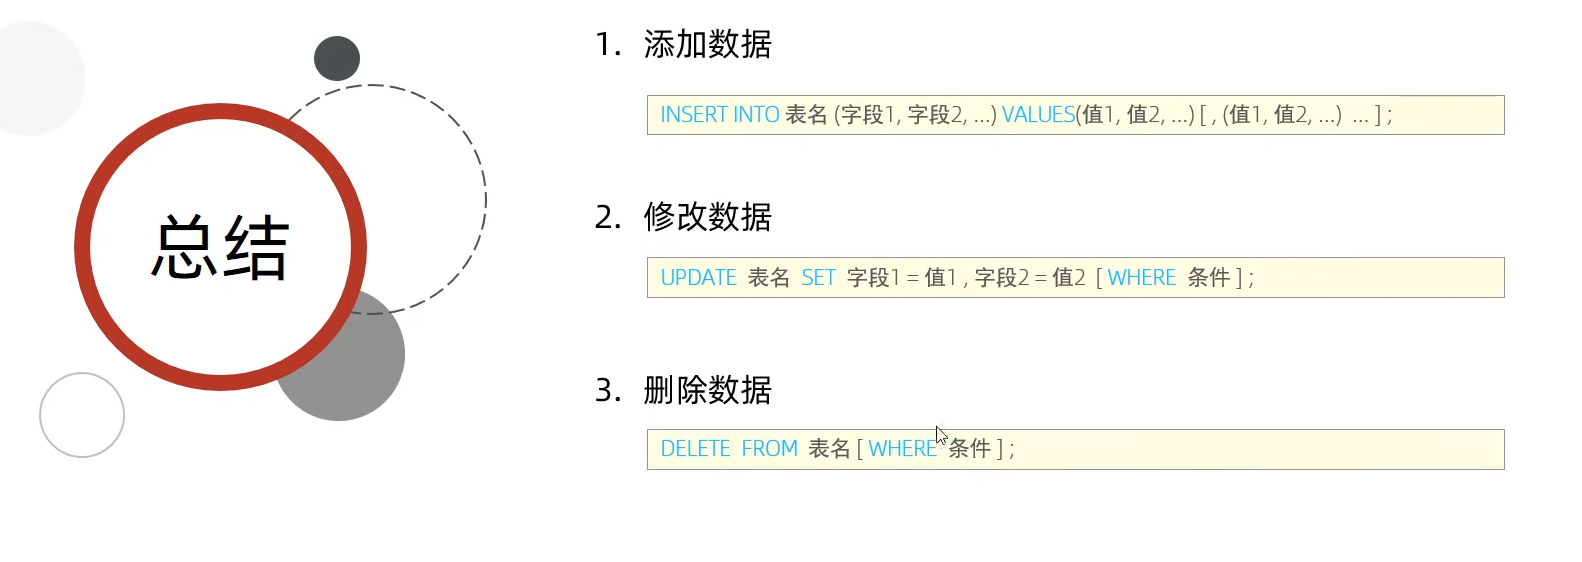 总结
1. 添加数据
INSERT INTO 表名 (字段1, 字段2, ...) VALUES(值1, 值2, ...) [ , (值1, 值2, ...) ... ] ;
2. 修改数据
UPDATE 表名 SET 字段1 = 值1 , 字段2 = 值2 [ WHERE 条件 ] ;
3. 删除数据
DELETE FROM 表名 [ WHERE 条件 ] ;